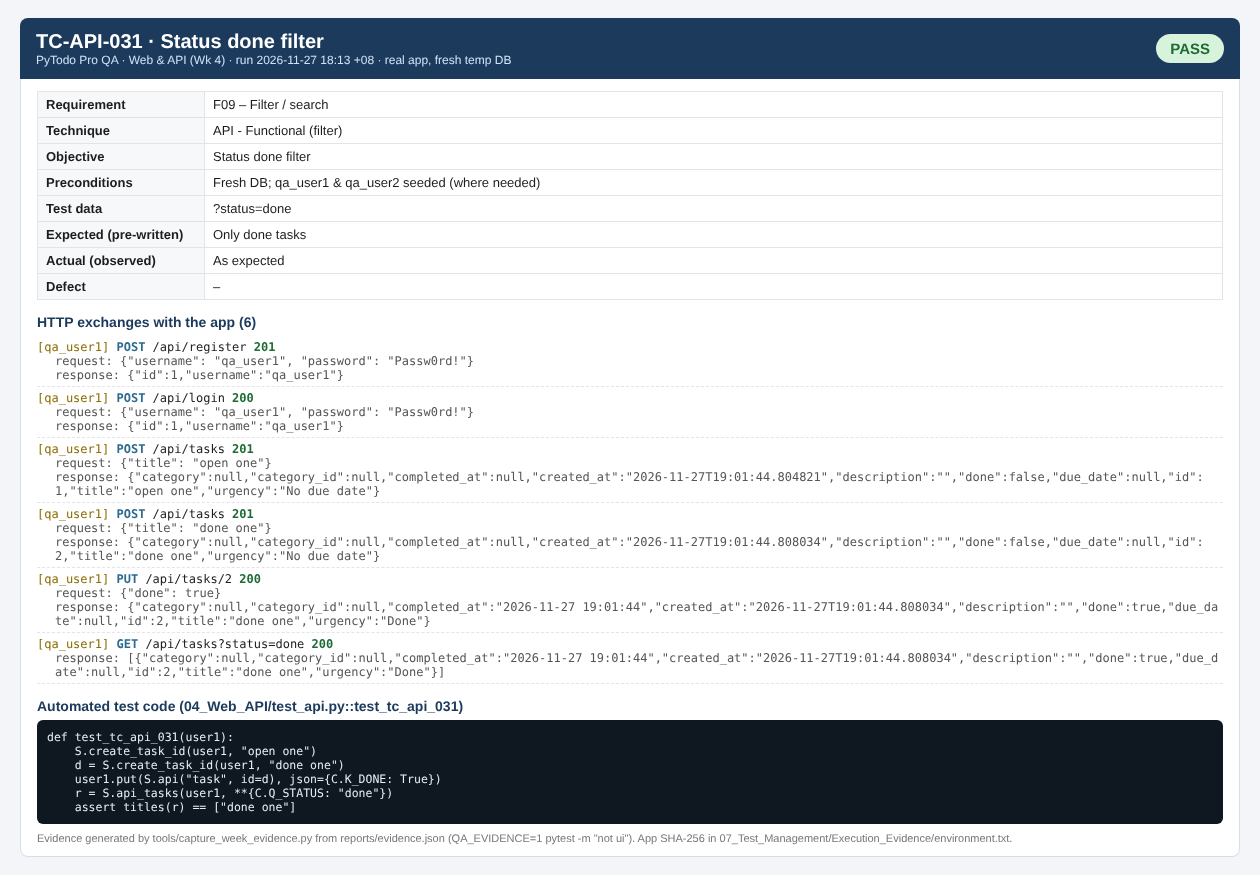 TC-API-031 · Status done filter
PyTodo Pro QA · Web & API (Wk 4) · run 2026-11-27 18:13 +08 · real app, fresh temp DB
PASS
Requirement F09 – Filter / search
Technique API - Functional (filter)
Objective Status done filter
Preconditions Fresh DB; qa_user1 & qa_user2 seeded (where needed)
Test data ?status=done
Expected (pre-written) Only done tasks
Actual (observed) As expected
Defect –
HTTP exchanges with the app (6)
[qa_user1] POST /api/register 201
request: {"username": "qa_user1", "password": "Passw0rd!"}
response: {"id":1,"username":"qa_user1"}
[qa_user1] POST /api/login 200
request: {"username": "qa_user1", "password": "Passw0rd!"}
response: {"id":1,"username":"qa_user1"}
[qa_user1] POST /api/tasks 201
request: {"title": "open one"}
response: {"category":null,"category_id":null,"completed_at":null,"created_at":"2026-11-27T19:01:44.804821","description":"","done":false,"due_date":null,"id":
1,"title":"open one","urgency":"No due date"}
[qa_user1] POST /api/tasks 201
request: {"title": "done one"}
response: {"category":null,"category_id":null,"completed_at":null,"created_at":"2026-11-27T19:01:44.808034","description":"","done":false,"due_date":null,"id":
2,"title":"done one","urgency":"No due date"}
[qa_user1] PUT /api/tasks/2 200
request: {"done": true}
response: {"category":null,"category_id":null,"completed_at":"2026-11-27 19:01:44","created_at":"2026-11-27T19:01:44.808034","description":"","done":true,"due_da
te":null,"id":2,"title":"done one","urgency":"Done"}
[qa_user1] GET /api/tasks?status=done 200
response: [{"category":null,"category_id":null,"completed_at":"2026-11-27 19:01:44","created_at":"2026-11-27T19:01:44.808034","description":"","done":true,"due_d
ate":null,"id":2,"title":"done one","urgency":"Done"}]
Automated test code (04_Web_API/test_api.py::test_tc_api_031)
def test_tc_api_031(user1):
    S.create_task_id(user1, "open one")
    d = S.create_task_id(user1, "done one")
    user1.put(S.api("task", id=d), json={C.K_DONE: True})
    r = S.api_tasks(user1, **{C.Q_STATUS: "done"})
    assert titles(r) == ["done one"]
Evidence generated by tools/capture_week_evidence.py from reports/evidence.json (QA_EVIDENCE=1 pytest -m "not ui"). App SHA-256 in 07_Test_Management/Execution_Evidence/environment.txt.